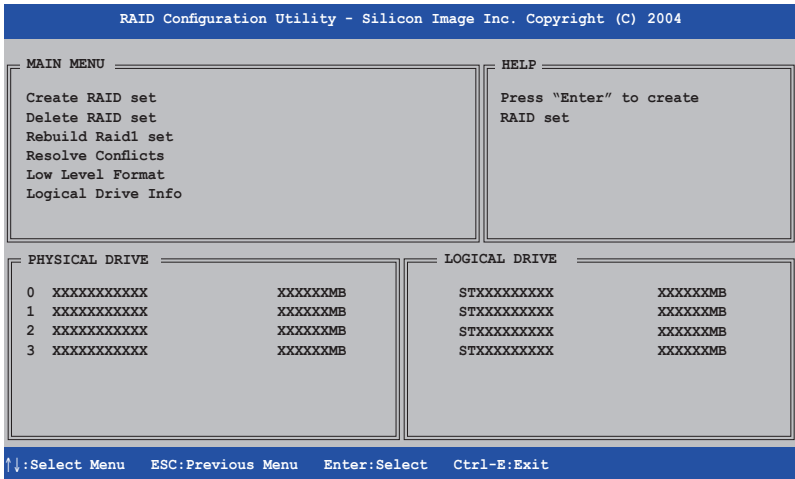 RAID Configuration Utility - Silicon Image Inc. Copyright (C) 2004
MAIN MENU
Create RAID set
Delete RAID set
Rebuild Raid1 set
Resolve Conflicts
Low Level Format
Logical Drive Info
HELP
Press “Enter” to create
RAID set
PHYSICAL DRIVE
0 XXXXXXXXXXX XXXXXXMB
1 XXXXXXXXXXX XXXXXXMB
2 XXXXXXXXXXX XXXXXXMB
3 XXXXXXXXXXX XXXXXXMB
LOGICAL DRIVE
STXXXXXXXXX XXXXXXMB
STXXXXXXXXX XXXXXXMB
STXXXXXXXXX XXXXXXMB
STXXXXXXXXX XXXXXXMB
↑↓:Select Menu ESC:Previous Menu Enter:Select Ctrl-E:Exit